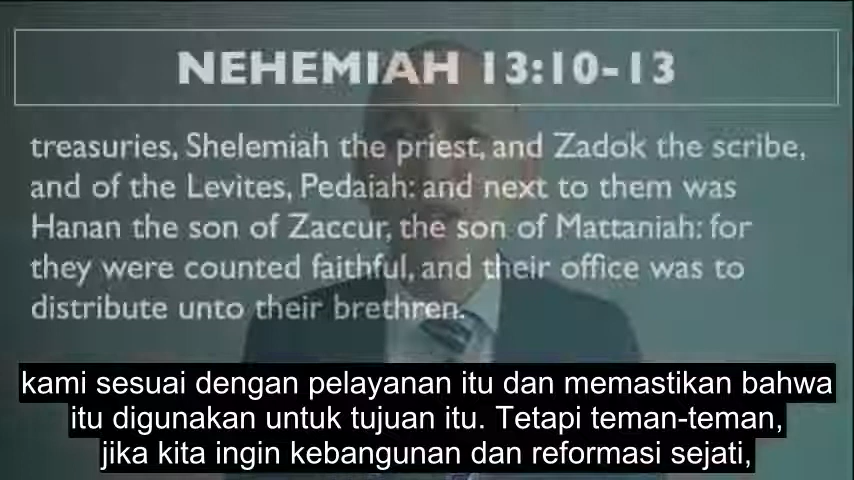 NEHEMIAH 13:10-13
treasuries, Shelemiah the priest, and Zadok the scribe,
and of the Levites, Pedaiah: and next to them was
Hanan the son of Zaccur, the son of Mattaniah: for
they were counted faithful, and their office was to
distribute unto their brethren.
kami sesuai dengan pelayanan itu dan memastikan bahwa
itu digunakan untuk tujuan itu. Tetapi teman-teman,
jika kita ingin kebangunan dan reformasi sejati,